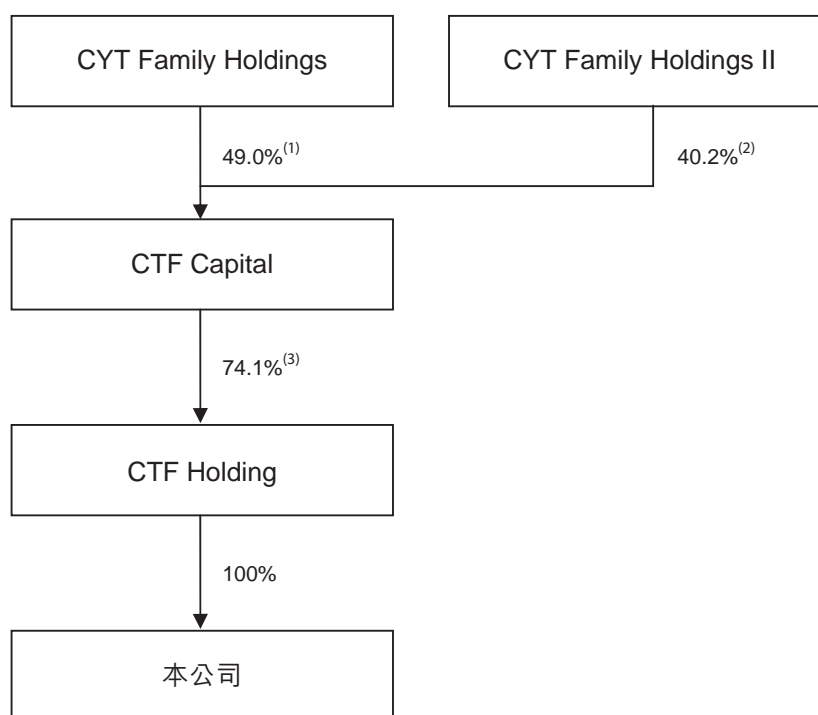 CYT Family Holdings
CYT Family Holdings II
49.0%(1)
40.2%(2)
CTF Capital
74.1%(3)
CTF Holding
100%
本公司